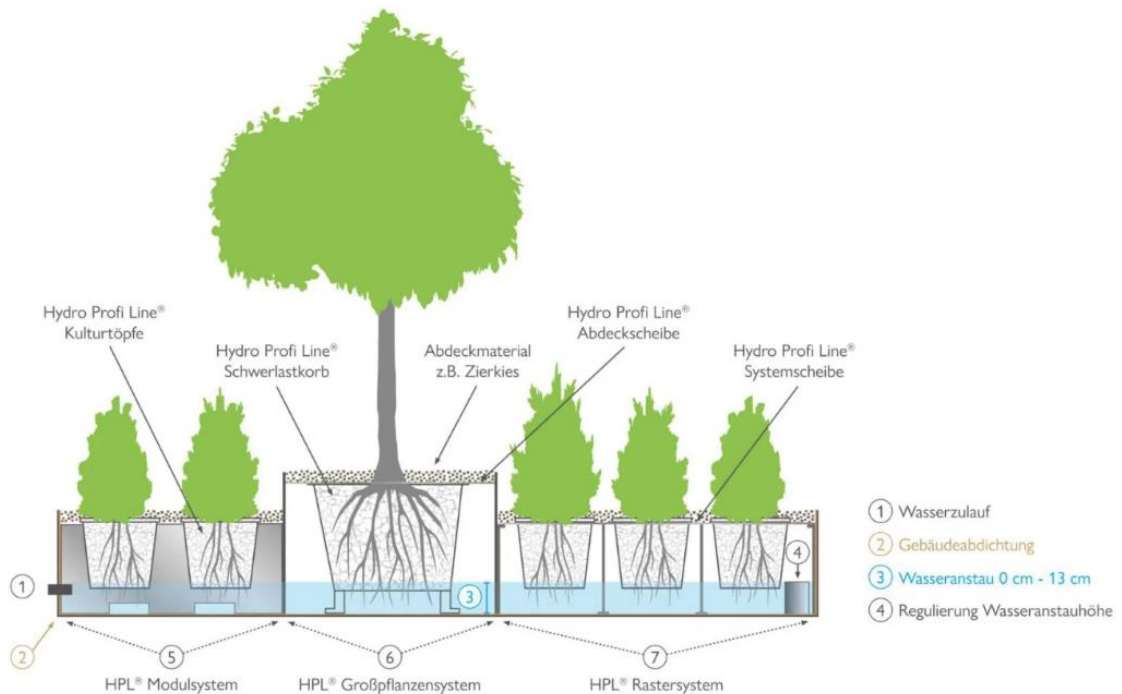 Hydro Profi Line®
Kulturtöpfe
Hydro Profi Line®
Schwerlastkorb
Abdeckmaterial
z.B. Zierkies
Hydro Profi Line®
Abdeckscheibe
Hydro Profi Line®
Systemscheibe
1
2
3
4
1 Wasserzulauf
2 Gebäudeabdichtung
3 Wasseranstau 0 cm - 13 cm
4 Regulierung Wasseranstauhöhe
5
HPL® Modulsystem
6
HPL® Großpflanzensystem
7
HPL® Rastersystem